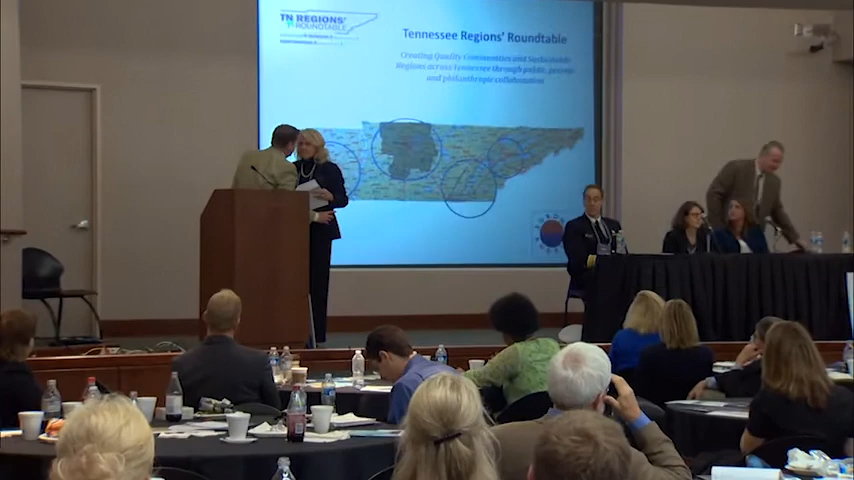 TN REGIONS'
ROUNDTABLE
Tennessee Regions' Roundtable
Creating Quality Communities and Sustainable
Regions across Tennessee through public, private
and philanthropic collaboration